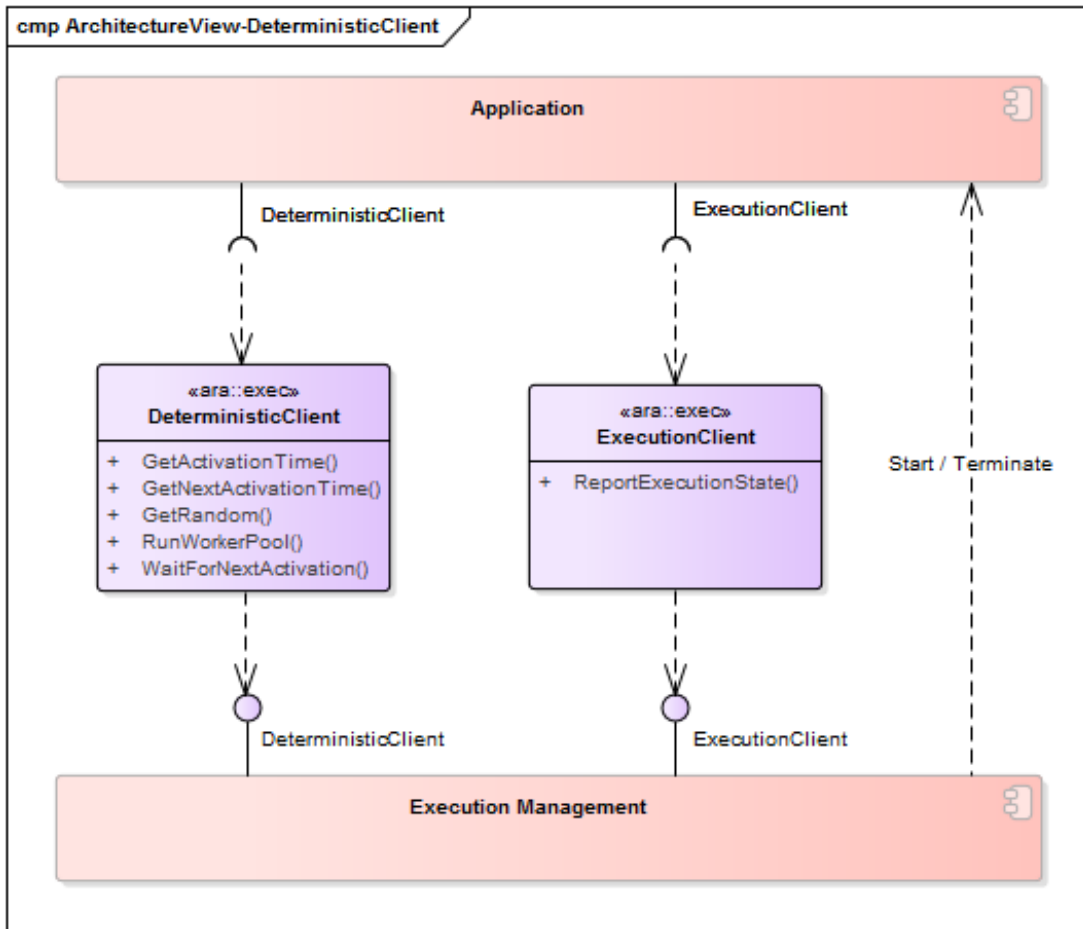 cmp ArchitectureView-DeterministicClient
Application
DeterministicClient
ExecutionClient
«ara::exec»
DeterministicClient
+ GetActivationTime()
+ GetNextActivationTime()
+ GetRandom()
+ RunWorkerPool()
+ WaitForNextActivation()
«ara::exec»
ExecutionClient
+ ReportExecutionState()
Start / Terminate
DeterministicClient
ExecutionClient
Execution Management